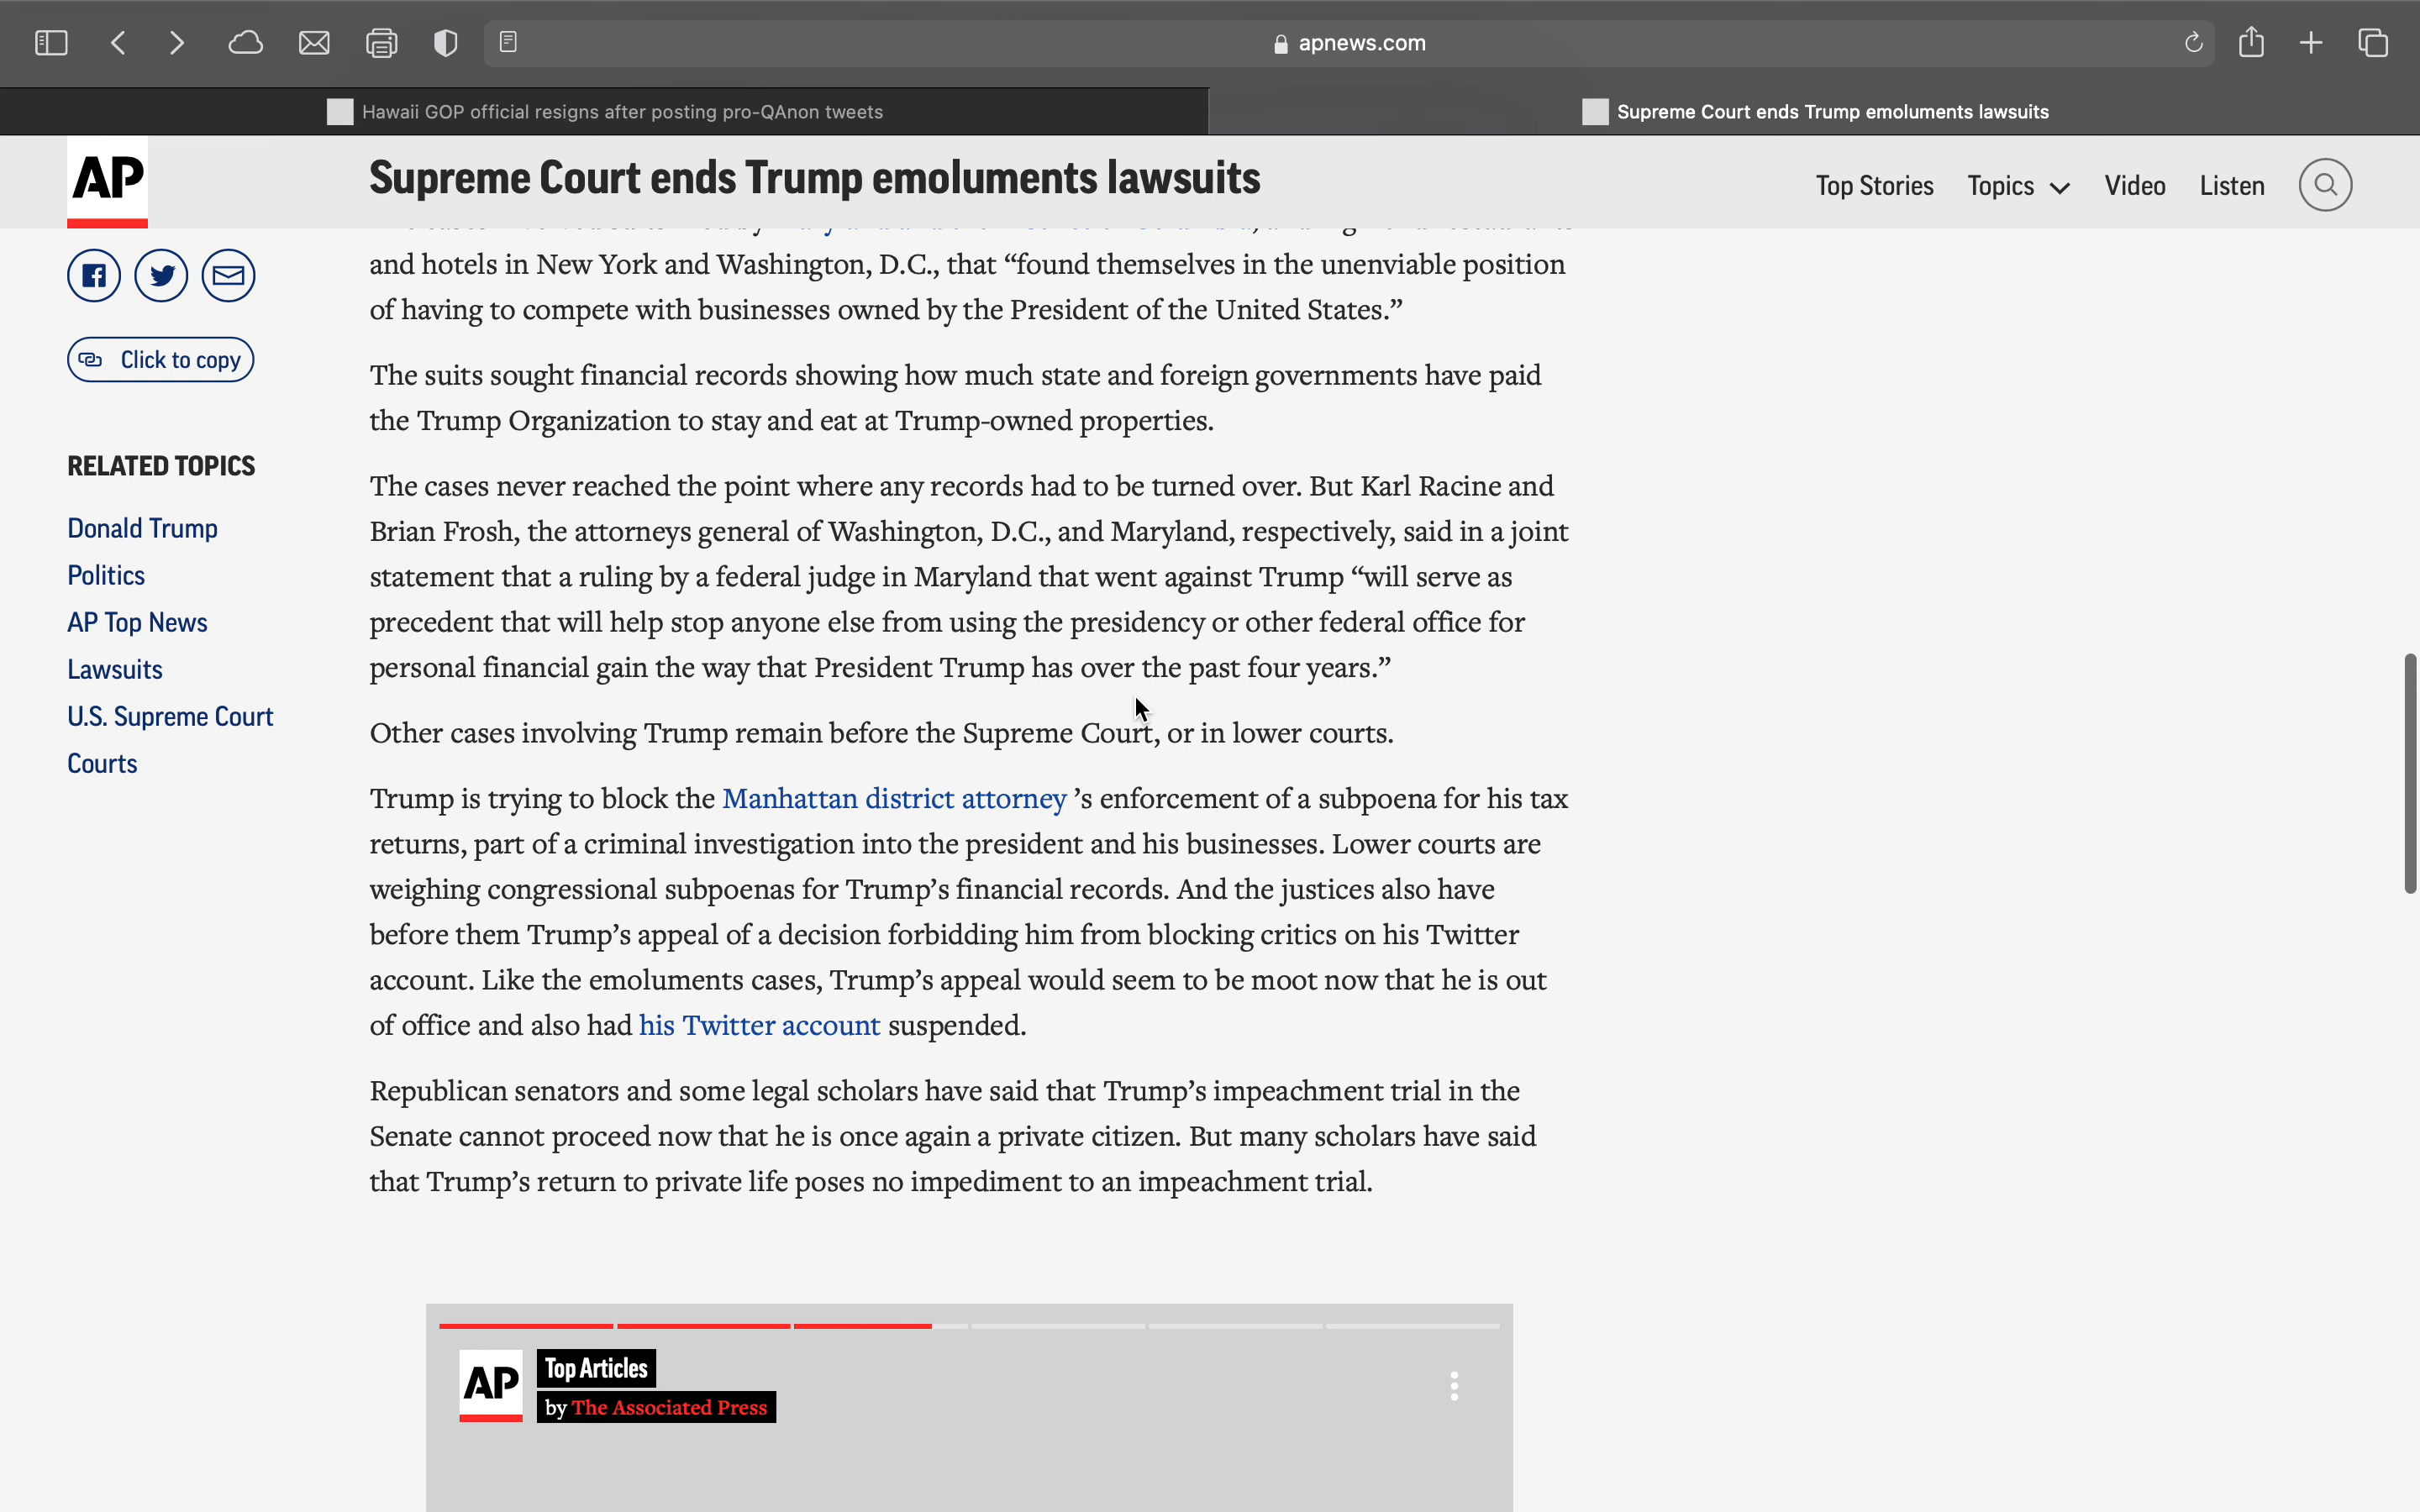 apnews.com
Hawaii GOP official resigns after posting pro-QAnon tweets
Supreme Court ends Trump emoluments lawsuits
AP
Supreme Court ends Trump emoluments lawsuits
Top Stories
Topics
Video
Listen
Click to copy
RELATED TOPICS
Donald Trump
Politics
AP Top News
Lawsuits
U.S. Supreme Court
Courts
and hotels in New York and Washington, D.C., that “found themselves in the unenviable position
of having to compete with businesses owned by the President of the United States.”
The suits sought financial records showing how much state and foreign governments have paid
the Trump Organization to stay and eat at Trump-owned properties.
The cases never reached the point where any records had to be turned over. But Karl Racine and
Brian Frosh, the attorneys general of Washington, D.C., and Maryland, respectively, said in a joint
statement that a ruling by a federal judge in Maryland that went against Trump “will serve as
precedent that will help stop anyone else from using the presidency or other federal office for
personal financial gain the way that President Trump has over the past four years.”
Other cases involving Trump remain before the Supreme Court, or in lower courts.
Trump is trying to block the Manhattan district attorney ’s enforcement of a subpoena for his tax
returns, part of a criminal investigation into the president and his businesses. Lower courts are
weighing congressional subpoenas for Trump’s financial records. And the justices also have
before them Trump’s appeal of a decision forbidding him from blocking critics on his Twitter
account. Like the emoluments cases, Trump’s appeal would seem to be moot now that he is out
of office and also had his Twitter account suspended.
Republican senators and some legal scholars have said that Trump’s impeachment trial in the
Senate cannot proceed now that he is once again a private citizen. But many scholars have said
that Trump’s return to private life poses no impediment to an impeachment trial.
AP
Top Articles
by The Associated Press